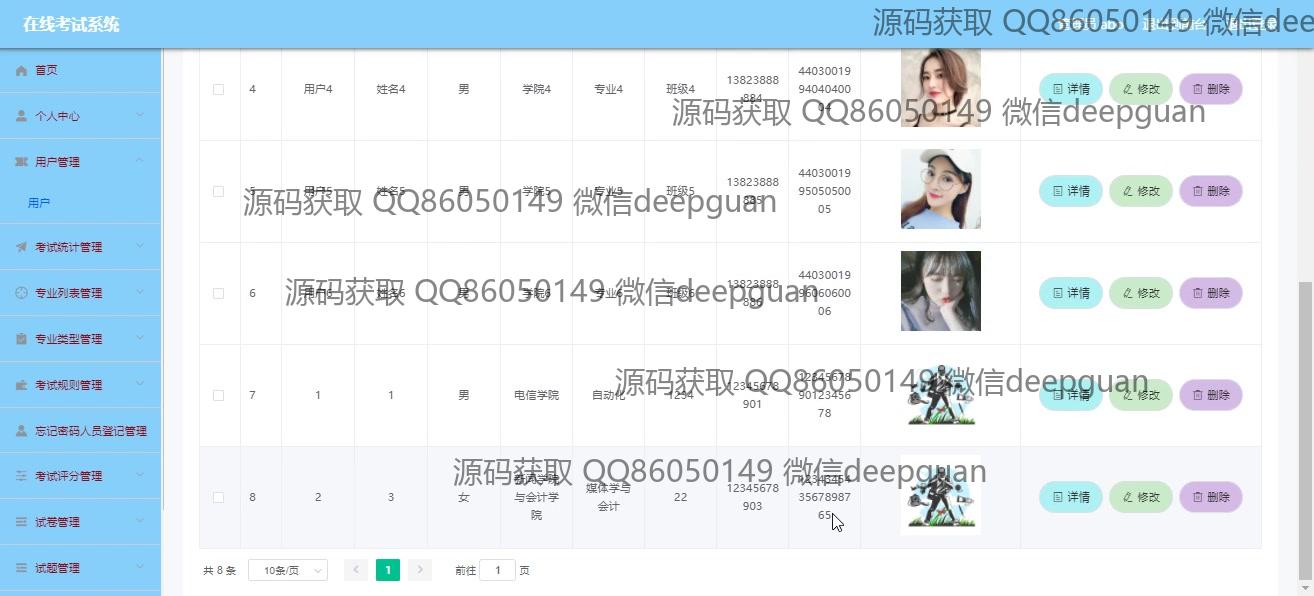 在线考试系统
源码获取 QQ86050149 微信dee
首页
个人中心
用户管理
用户
考试统计管理
专业列表管理
专业类型管理
考试规则管理
忘记密码人员登记管理
考试评分管理
试卷管理
试题管理
4 用户4 姓名4 男 学院4 专业4 班级4 13823888884 440300199404040004 详情 修改 删除
源码获取 QQ86050149 微信deepguan
5 用户5 姓名5 男 学院5 专业5 班级5 13823888885 440300199505050005 详情 修改 删除
源码获取 QQ86050149 微信deepguan
6 用户6 姓名6 男 学院6 专业6 班级6 13823888886 440300199606060006 详情 修改 删除
源码获取 QQ86050149 微信deepguan
7 1 1 男 电信学院 自动化 1234 12345678901 123456789012345678 详情 修改 删除
源码获取 QQ86050149 微信deepguan
8 2 3 女 与会计学院 媒体学与会计 22 12345678903 详情 修改 删除
源码获取 QQ86050149 微信deepguan
共 8 条 10条/页 1 前往 1 页